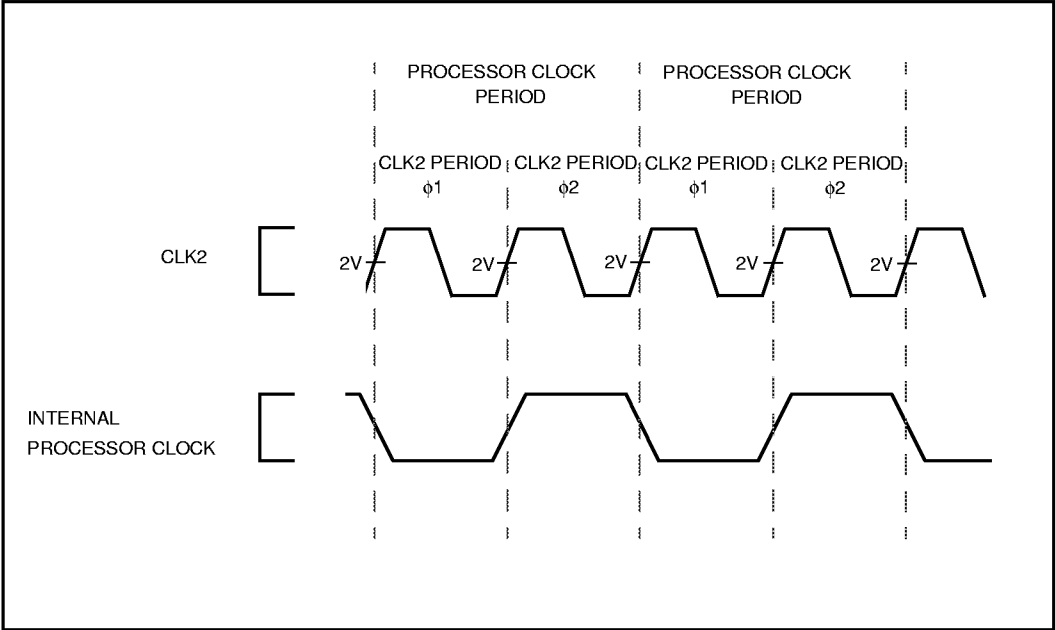 PROCESSOR CLOCK PERIOD
PROCESSOR CLOCK PERIOD
CLK2 PERIOD φ1
CLK2 PERIOD φ2
CLK2 PERIOD φ1
CLK2 PERIOD φ2
CLK2
2V
2V
2V
2V
2V
INTERNAL
PROCESSOR CLOCK